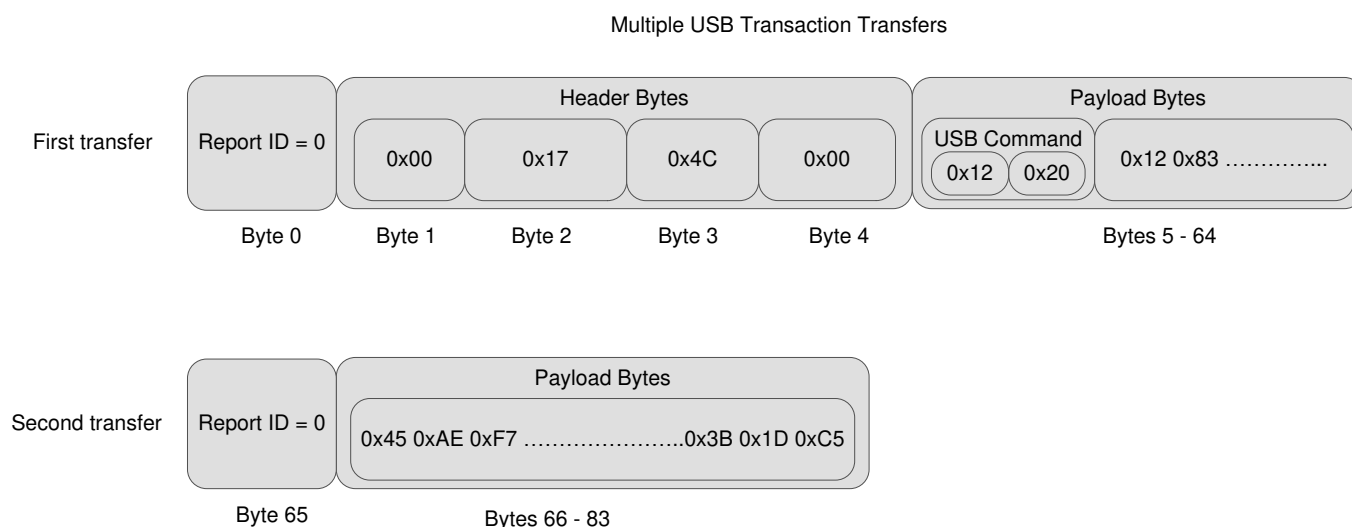 Multiple USB Transaction Transfers
Header Bytes
Payload Bytes
First transfer
Report ID = 0
0x00
0x17
0x4C
0x00
USB Command
0x12
0x20
0x12 0x83 …………...
Byte 0
Byte 1
Byte 2
Byte 3
Byte 4
Bytes 5 - 64
Payload Bytes
Second transfer
Report ID = 0
0x45 0xAE 0xF7 …………………..0x3B 0x1D 0xC5
Byte 65
Bytes 66 - 83